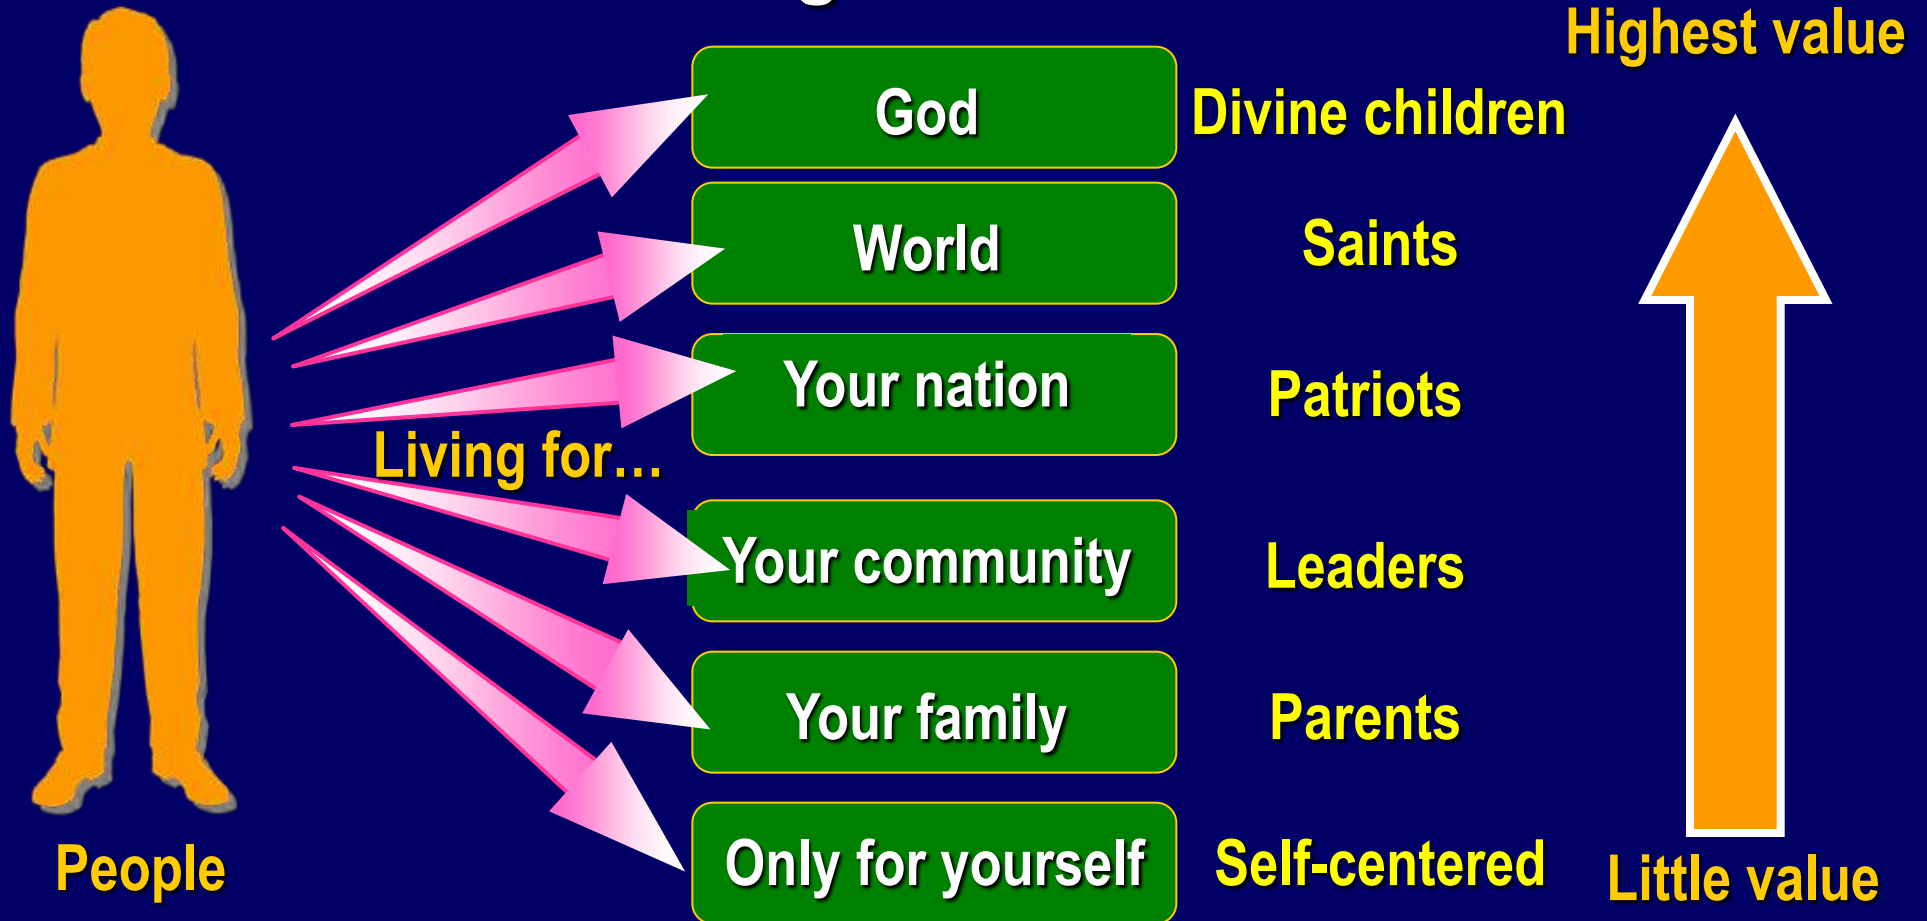 Highest value
God Divine children
World Saints
Your nation Patriots
Living for…
Your community Leaders
Your family Parents
Only for yourself Self-centered
People
Little value